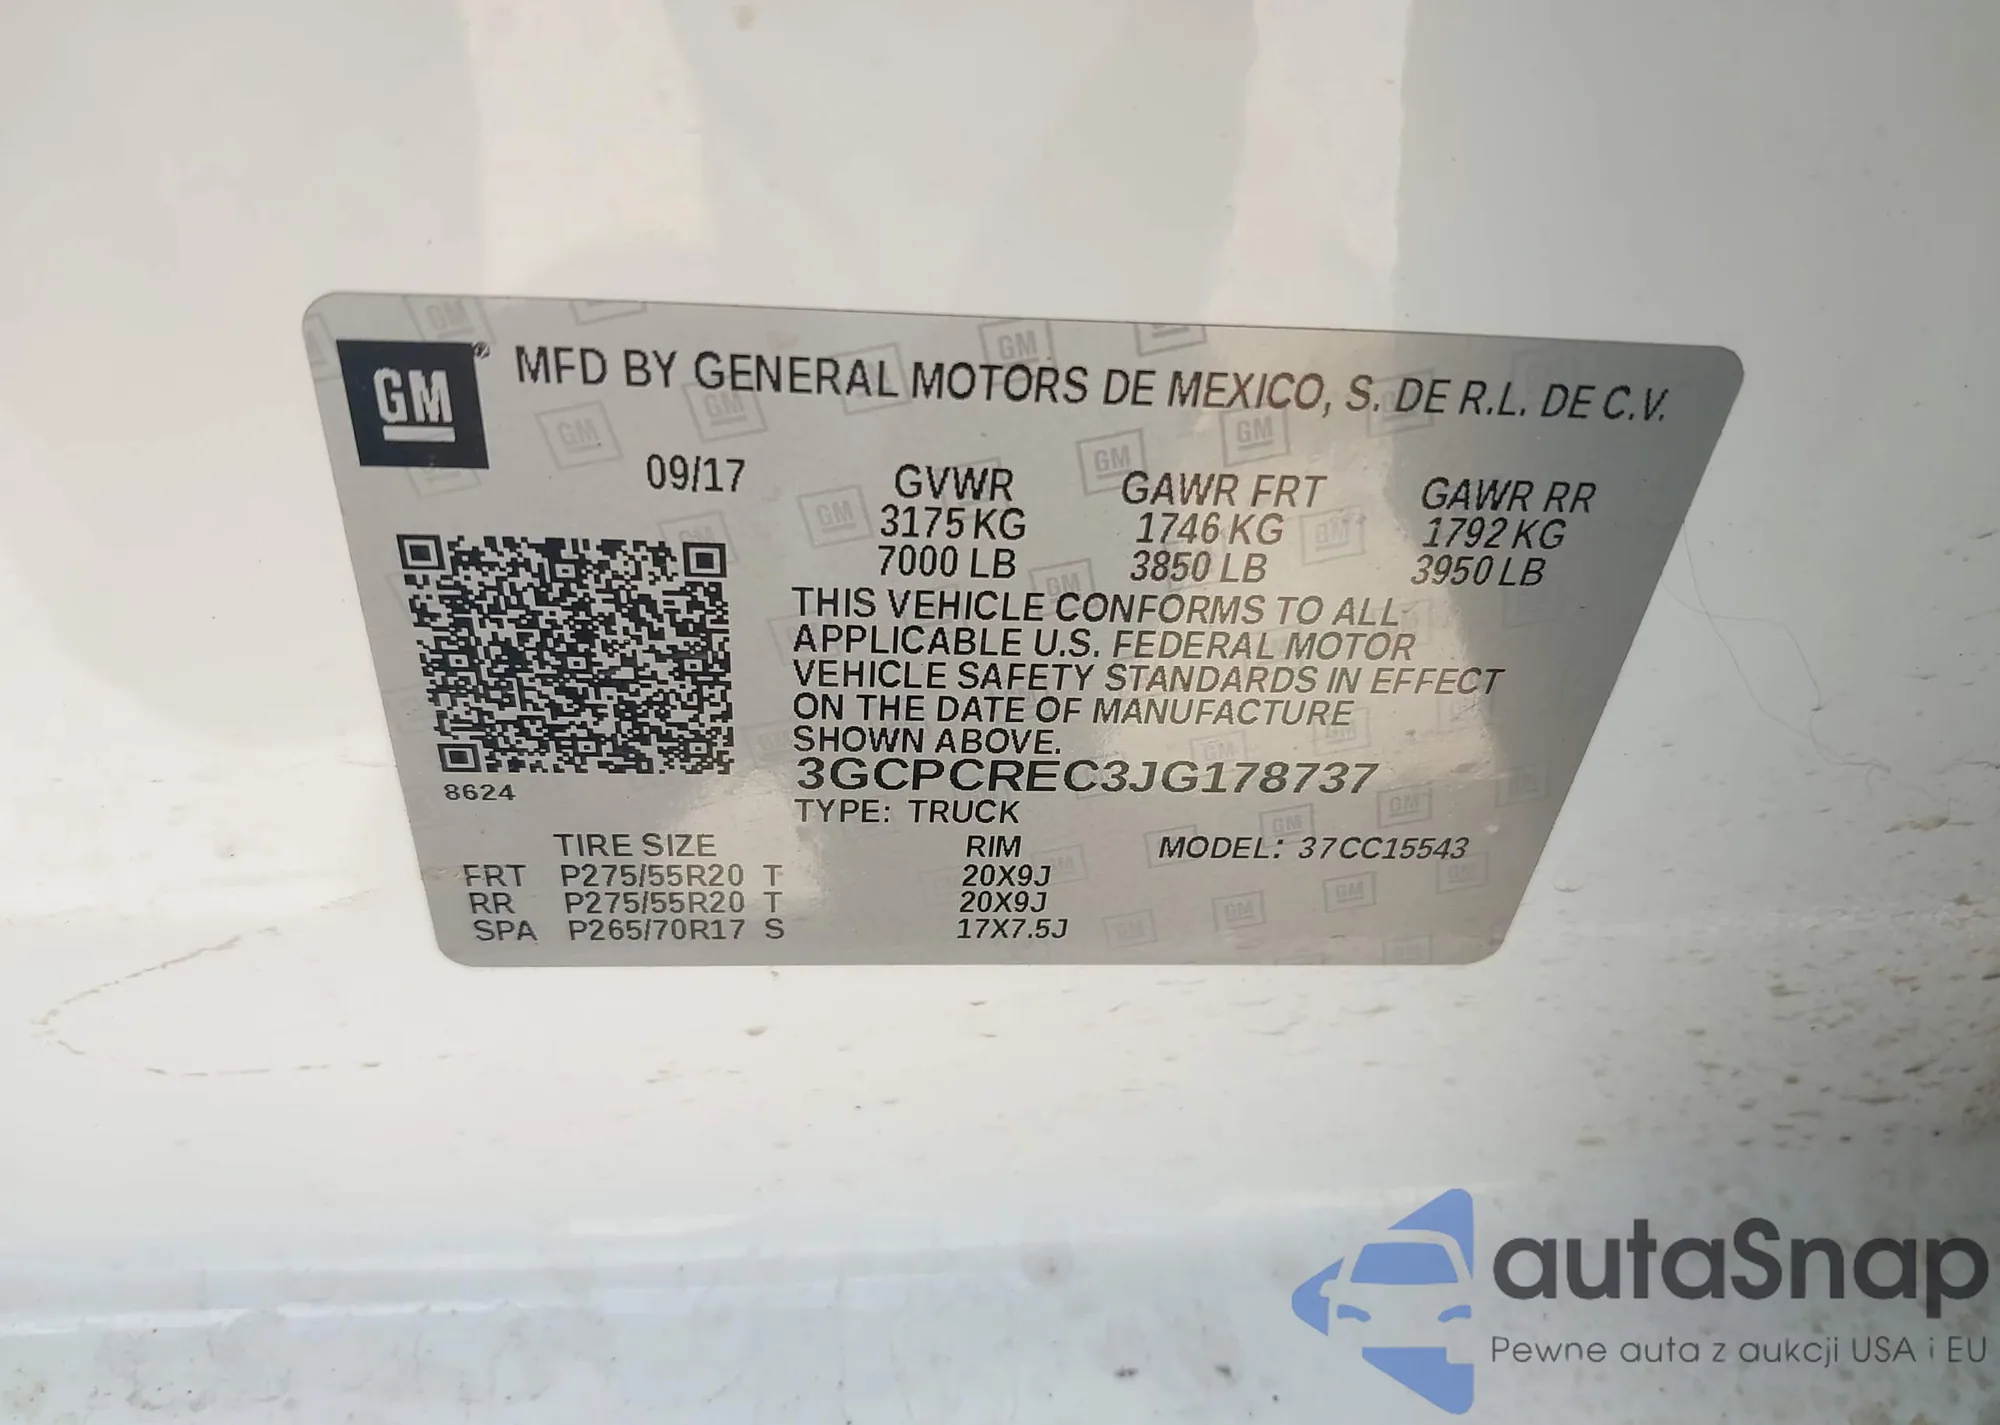 GM ® MFD BY GENERAL MOTORS DE MEXICO, S. DE R.L. DE C.V.
09/17 GVWR GAWR FRT GAWR RR
3175 KG 1746 KG 1792 KG
7000 LB 3850 LB 3950 LB
THIS VEHICLE CONFORMS TO ALL
APPLICABLE U.S. FEDERAL MOTOR
VEHICLE SAFETY STANDARDS IN EFFECT
ON THE DATE OF MANUFACTURE
SHOWN ABOVE.
3GCPCREC3JG178737
8624
TYPE: TRUCK
TIRE SIZE RIM MODEL: 37CC15543
FRT P275/55R20 T 20X9J
RR P275/55R20 T 20X9J
SPA P265/70R17 S 17X7.5J
autaSnap
Pewne auta z aukcji USA i EU